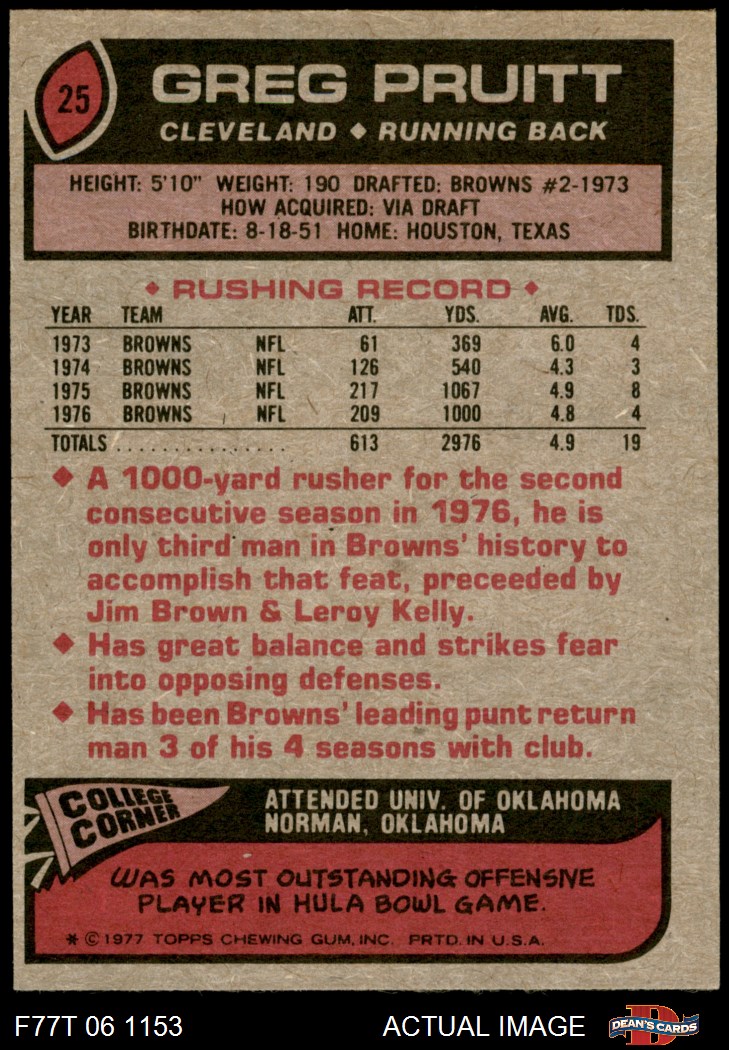 25
GREG PRUITT
CLEVELAND ◆ RUNNING BACK
HEIGHT: 5'10" WEIGHT: 190 DRAFTED: BROWNS #2-1973
HOW ACQUIRED: VIA DRAFT
BIRTHDATE: 8-18-51 HOME: HOUSTON, TEXAS
◆ RUSHING RECORD ◆
YEAR TEAM ATT. YDS. AVG. TDS.
1973 BROWNS NFL 61 369 6.0 4
1974 BROWNS NFL 126 540 4.3 3
1975 BROWNS NFL 217 1067 4.9 8
1976 BROWNS NFL 209 1000 4.8 4
TOTALS ................ 613 2976 4.9 19
◆ A 1000-yard rusher for the second
consecutive season in 1976, he is
only third man in Browns' history to
accomplish that feat, preceeded by
Jim Brown & Leroy Kelly.
◆ Has great balance and strikes fear
into opposing defenses.
◆ Has been Browns' leading punt return
man 3 of his 4 seasons with club.
COLLEGE
CORNER
ATTENDED UNIV. OF OKLAHOMA
NORMAN, OKLAHOMA
WAS MOST OUTSTANDING OFFENSIVE
PLAYER IN HULA BOWL GAME.
* © 1977 TOPPS CHEWING GUM, INC. PRTD. IN U.S.A.
F77T 06 1153 ACTUAL IMAGE DEAN'S CARDS